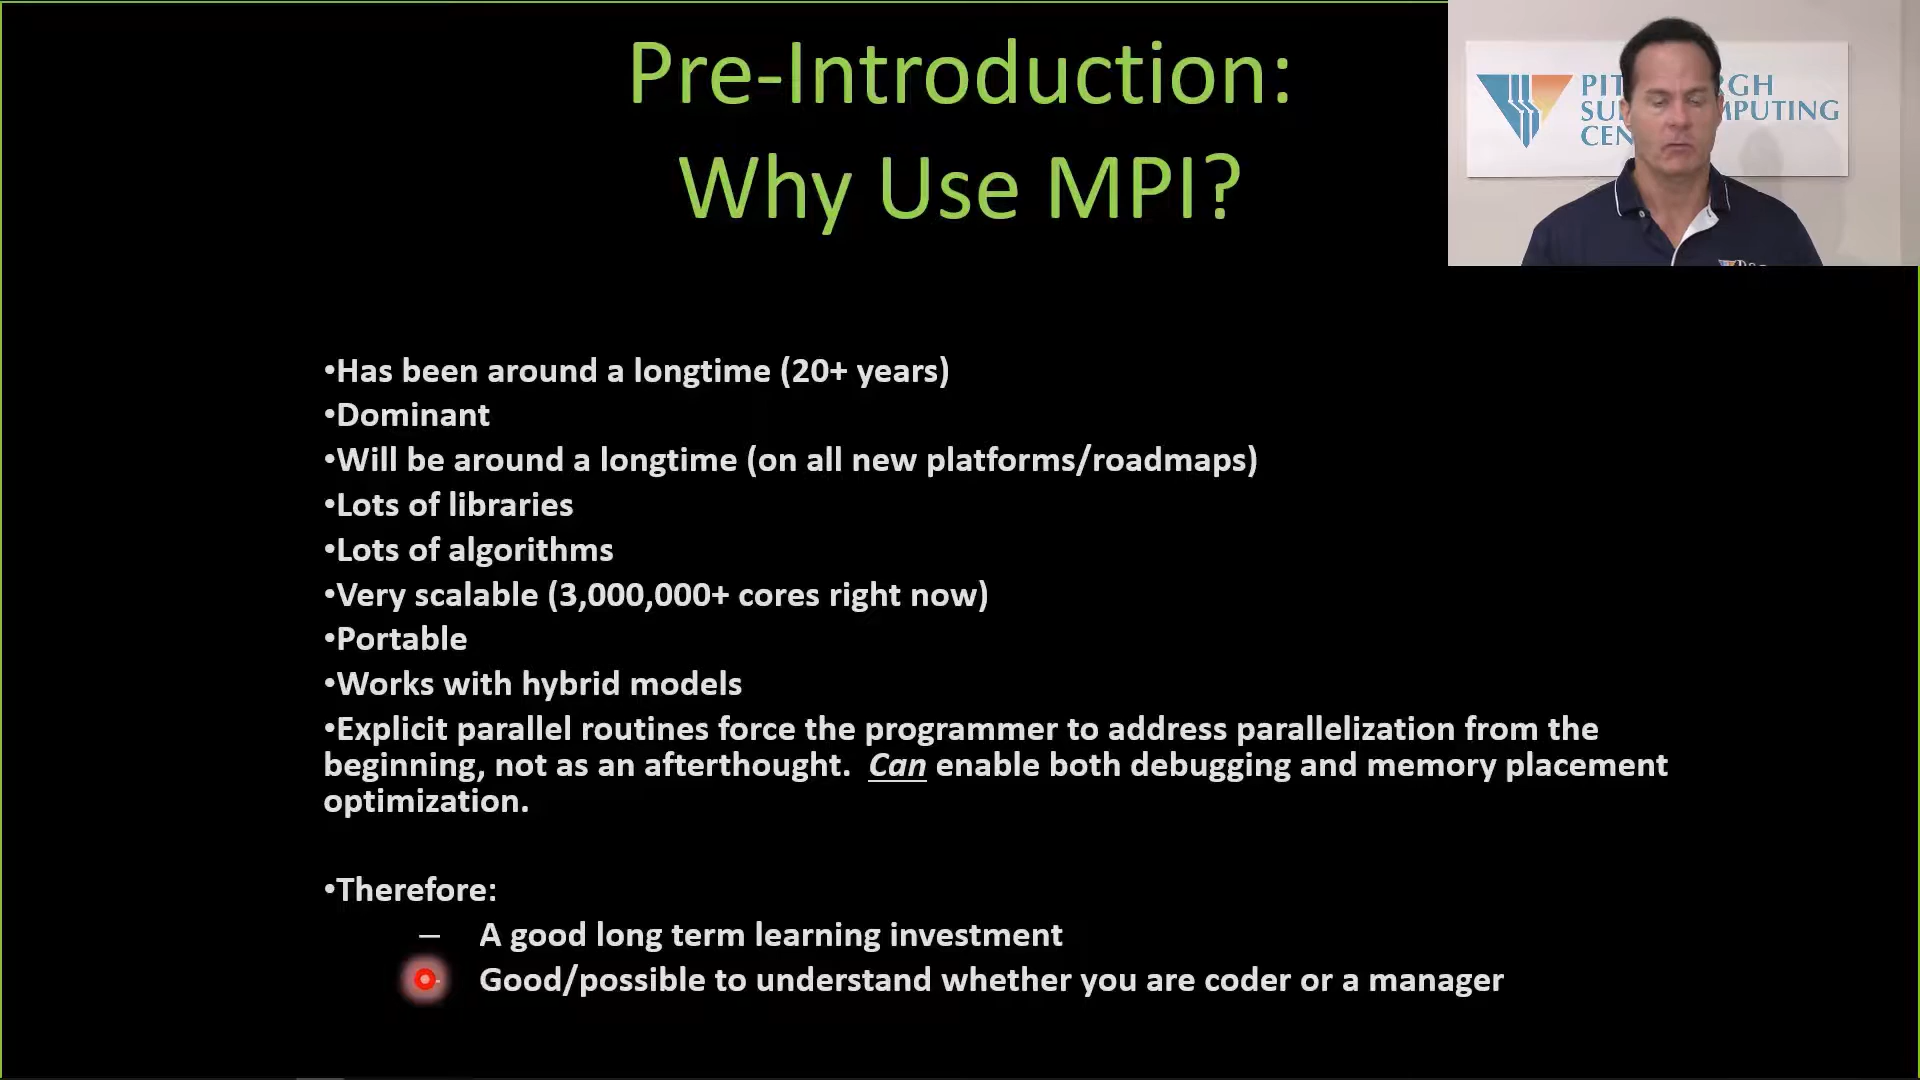 Pre-Introduction:
Why Use MPI?
•Has been around a longtime (20+ years)
•Dominant
•Will be around a longtime (on all new platforms/roadmaps)
•Lots of libraries
•Lots of algorithms
•Very scalable (3,000,000+ cores right now)
•Portable
•Works with hybrid models
•Explicit parallel routines force the programmer to address parallelization from the
beginning, not as an afterthought. Can enable both debugging and memory placement
optimization.
•Therefore:
– A good long term learning investment
Good/possible to understand whether you are coder or a manager